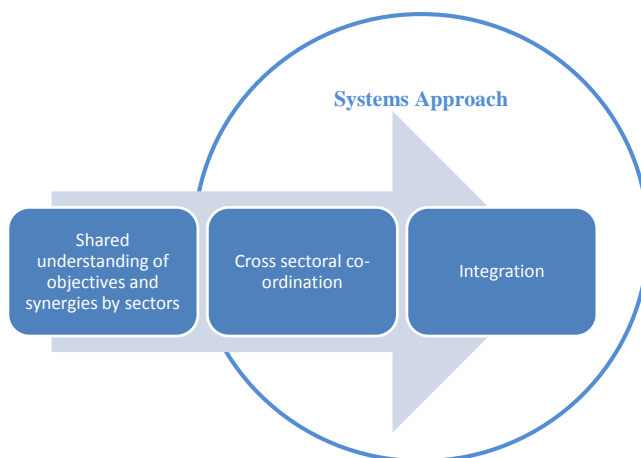 Systems Approach
Shared
understanding of
objectives and
synergies by sectors
Cross sectoral co-
ordination
Integration